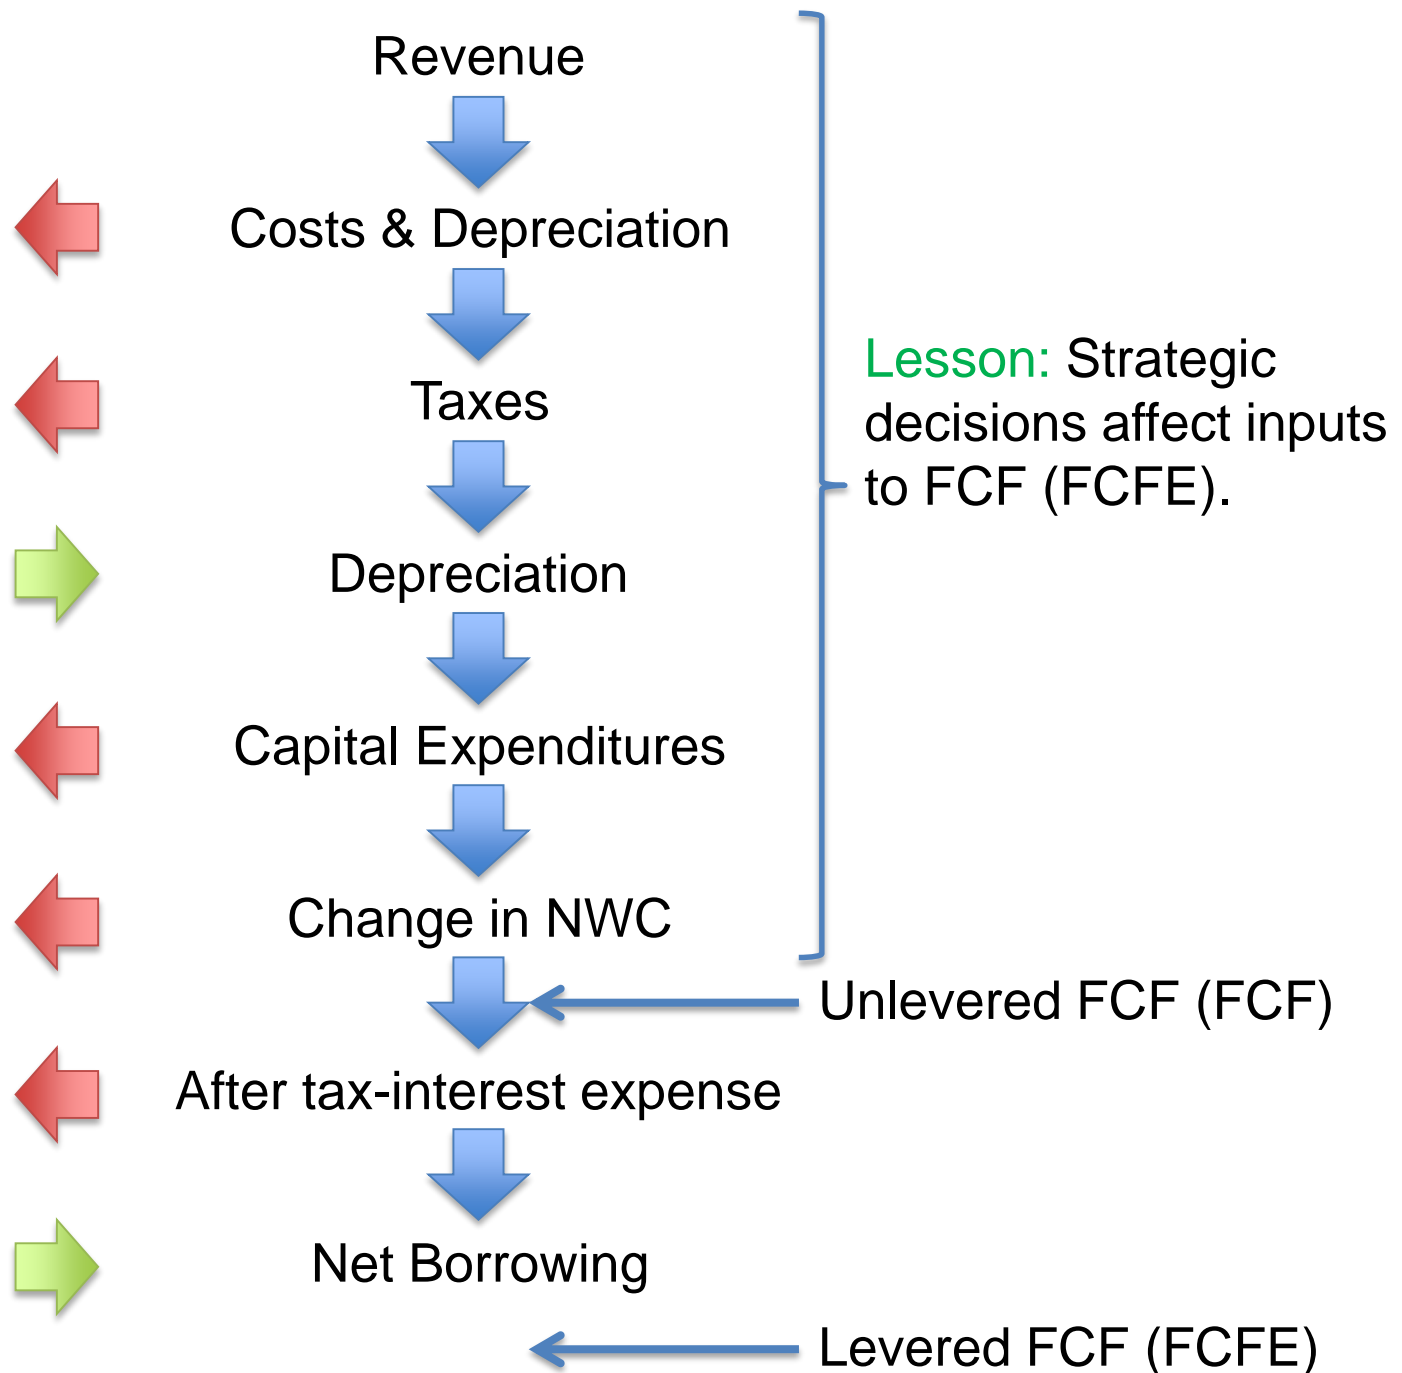 Revenue
Costs & Depreciation
Taxes
Lesson: Strategic
decisions affect inputs
to FCF (FCFE).
Depreciation
Capital Expenditures
Change in NWC
Unlevered FCF (FCF)
After tax-interest expense
Net Borrowing
Levered FCF (FCFE)